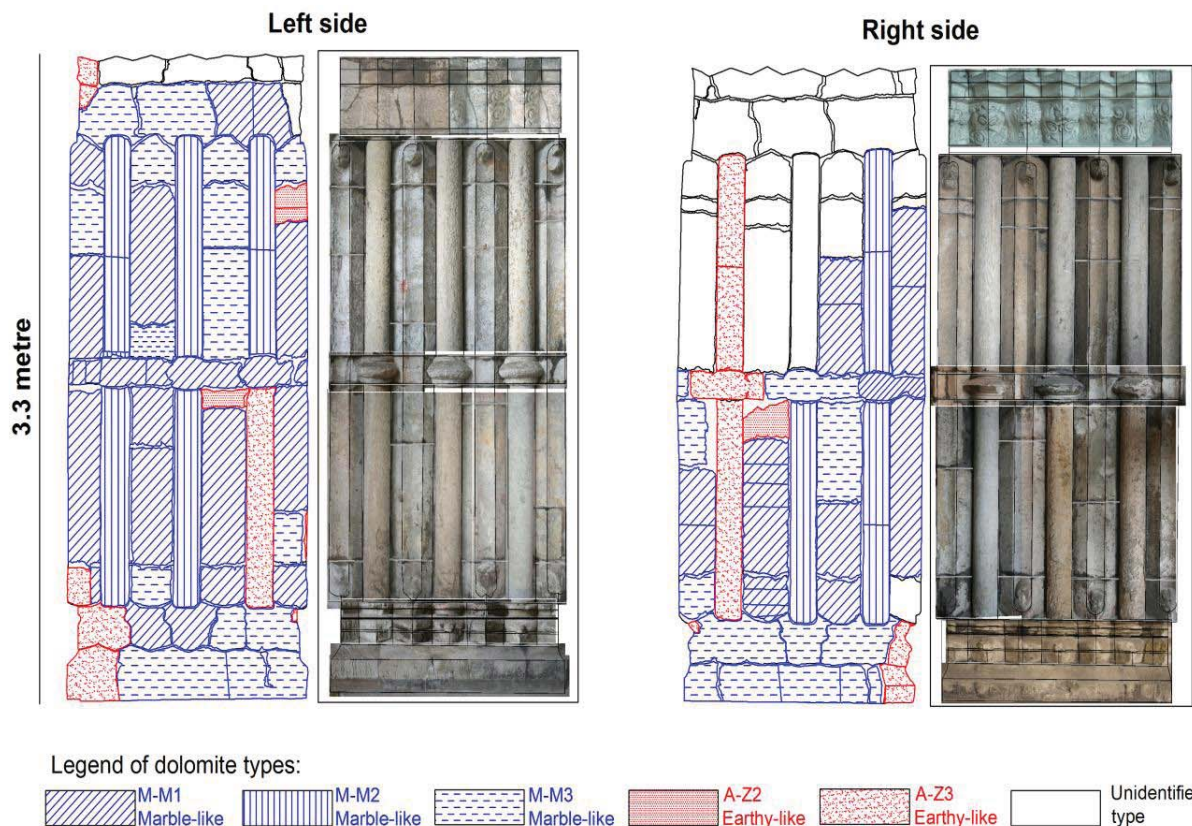 Left side
Right side
3.3 metre
Legend of dolomite types:
M-M1
Marble-like
M-M2
Marble-like
M-M3
Marble-like
A-Z2
Earthy-like
A-Z3
Earthy-like
Unidentifie
type